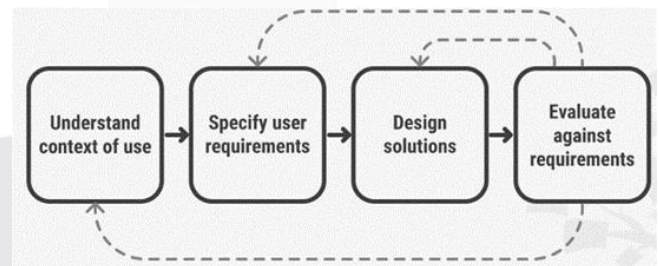 Understand
context of use
Specify user
requirements
Design
solutions
Evaluate
against
requirements